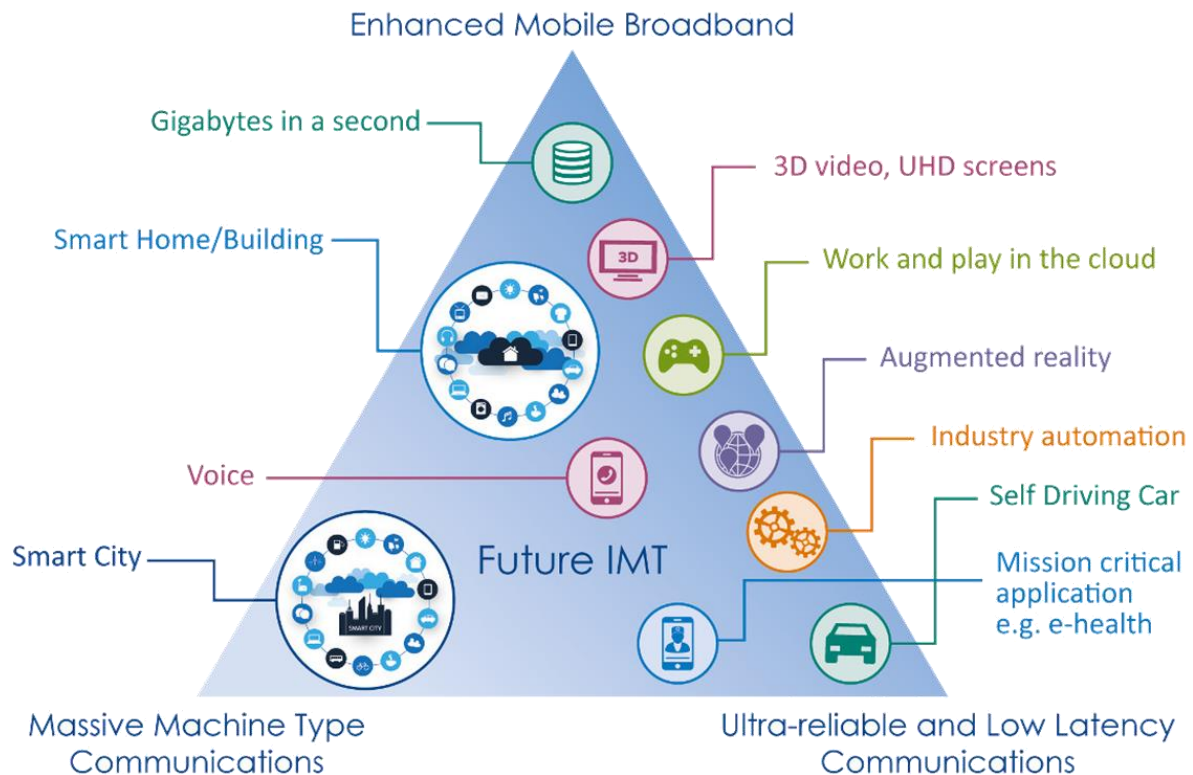 Enhanced Mobile Broadband
Gigabytes in a second
3D video, UHD screens
Smart Home/Building
3D
Work and play in the cloud
Augmented reality
Industry automation
Voice
Self Driving Car
Smart City
Future IMT
Mission critical
application
e.g. e-health
SMART CITY
Massive Machine Type
Communications
Ultra-reliable and Low Latency
Communications